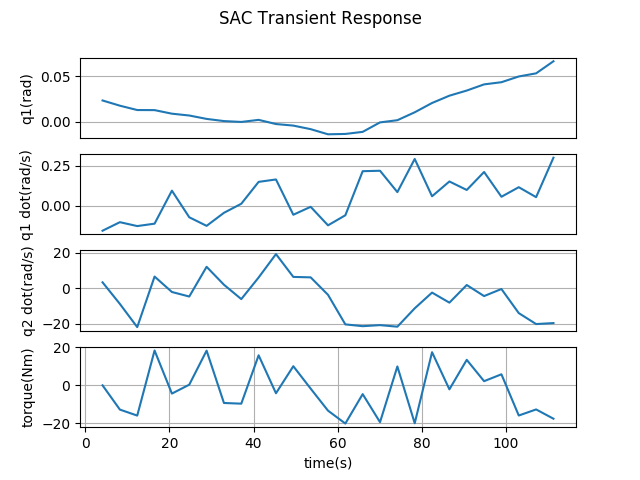 SAC Transient Response
0.05
0.00
q1(rad)
0.25
0.00
q1 dot(rad/s)
20
0
−20
q2 dot(rad/s)
20
0
−20
torque(Nm)
0 20 40 60 80 100
time(s)